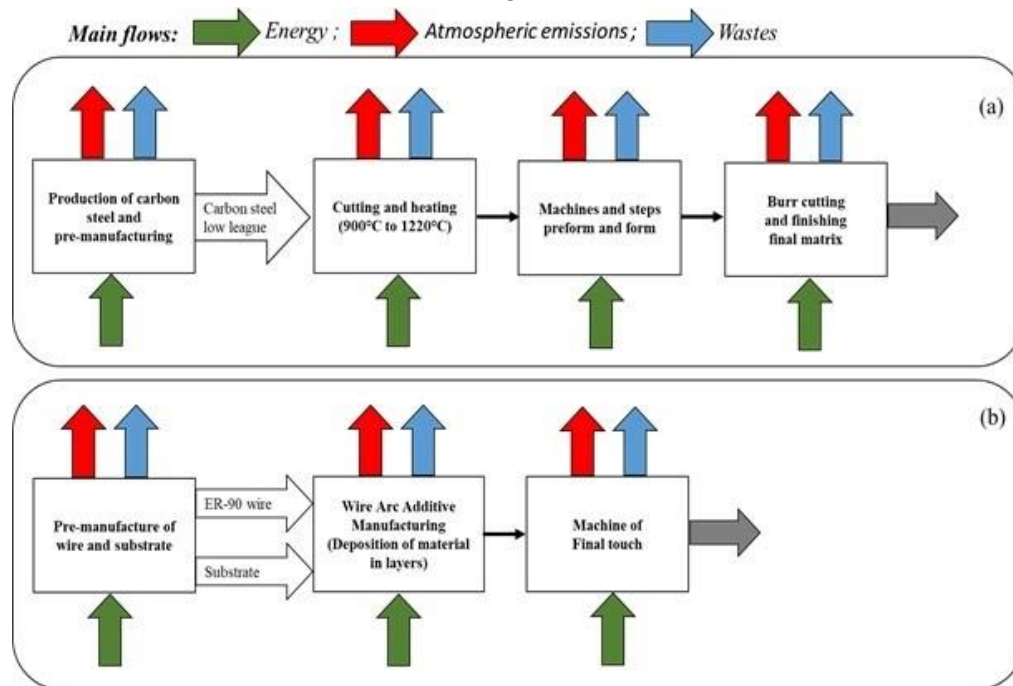 Main flows: Energy ; Atmospheric emissions ; Wastes
(a)
Production of carbon
steel and
pre-manufacturing
Carbon steel
low league
Cutting and heating
(900°C to 1220°C)
Machines and steps
preform and form
Burr cutting
and finishing
final matrix
(b)
Pre-manufacture of
wire and substrate
ER-90 wire
Substrate
Wire Arc Additive
Manufacturing
(Deposition of material
in layers)
Machine of
Final touch